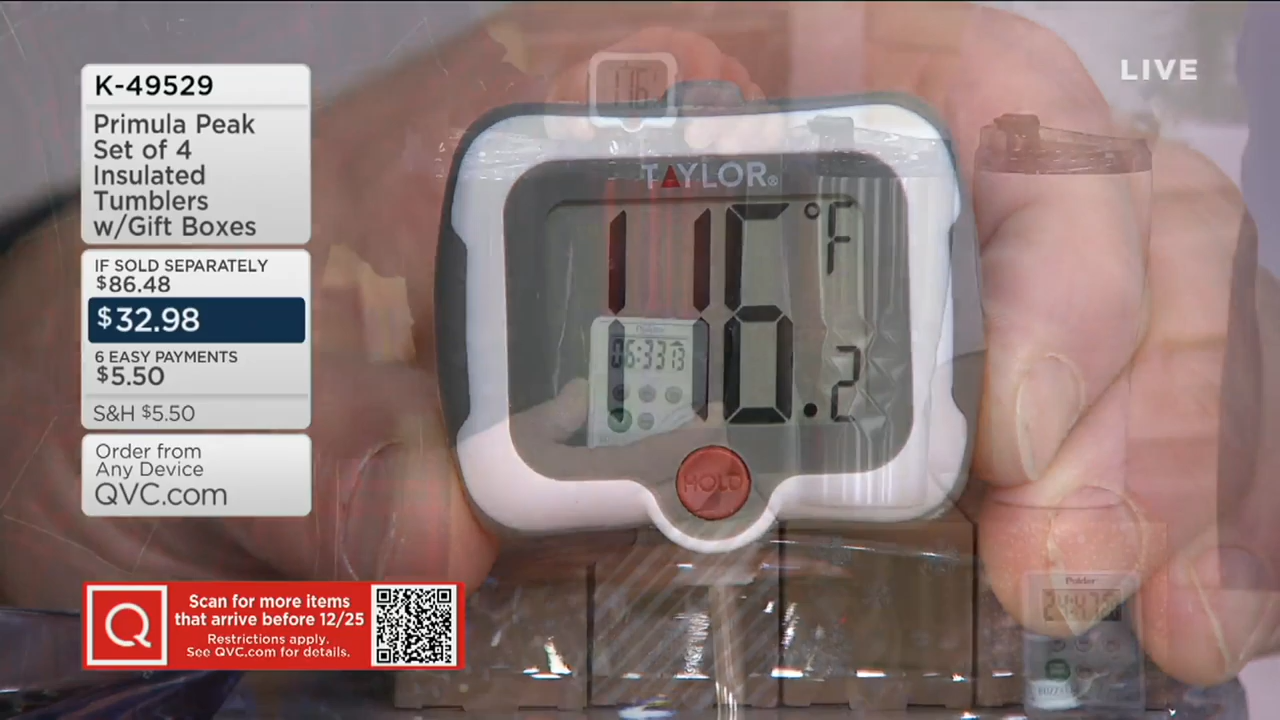 K-49529
Primula Peak
Set of 4
Insulated
Tumblers
w/Gift Boxes
IF SOLD SEPARATELY
$86.48
$32.98
6 EASY PAYMENTS
$5.50
S&H $5.50
Order from
Any Device
QVC.com
Q
Scan for more items
that arrive before 12/25
Restrictions apply.
See QVC.com for details.
LIVE
TAYLOR®
116.2 °F
HOLD
Polder